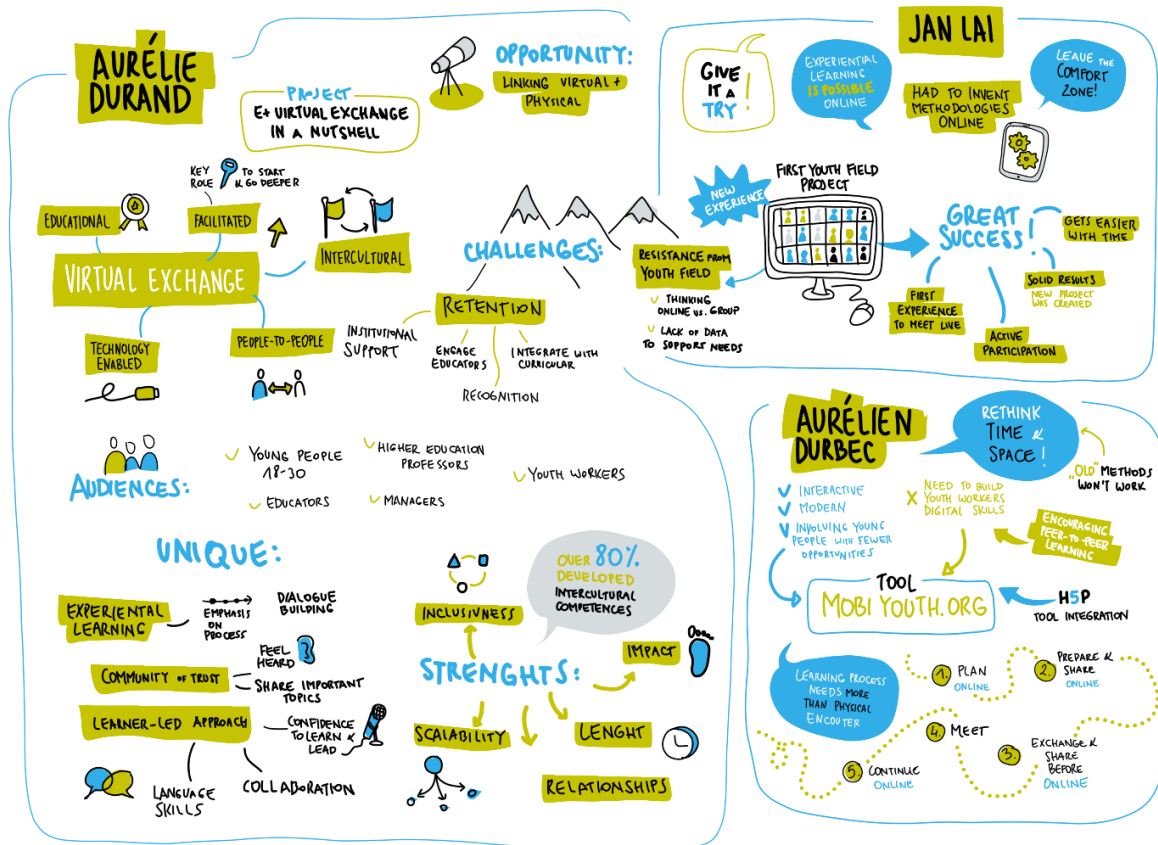 AURÉLIE
DURAND
PROJECT
E+ VIRTUAL EXCHANGE
IN A NUTSHELL
OPPORTUNITY:
LINKING VIRTUAL +
PHYSICAL
KEY
ROLE
TO START
& GO DEEPER
EDUCATIONAL
FACILITATED
INTERCULTURAL
VIRTUAL EXCHANGE
TECHNOLOGY
ENABLED
PEOPLE-TO-PEOPLE
CHALLENGES:
RETENTION
INSTITUTIONAL
SUPPORT
ENGAGE
EDUCATORS
RECOGNITION
INTEGRATE WITH
CURRICULAR
RESISTANCE FROM
YOUTH FIELD
THINKING
ONLINE VS. GROUP
LACK OF DATA
TO SUPPORT NEEDS
AUDIENCES:
YOUNG PEOPLE
18-30
HIGHER EDUCATION
PROFESSORS
YOUTH WORKERS
EDUCATORS
MANAGERS
UNIQUE:
EXPERIENTIAL
LEARNING
EMPHASIS
ON
PROCESS
DIALOGUE
BUILDING
COMMUNITY OF TRUST
FEEL
HEARD
SHARE IMPORTANT
TOPICS
LEARNER-LED APPROACH
CONFIDENCE
TO LEARN &
LEAD
LANGUAGE
SKILLS
COLLABORATION
OVER 80%
DEVELOPED
INTERCULTURAL
COMPETENCES
INCLUSIVNESS
IMPACT
STRENGHTS:
SCALABILITY
LENGHT
RELATIONSHIPS
JAN LAI
GIVE
IT A
TRY!
EXPERIENTIAL
LEARNING
IS POSSIBLE
ONLINE
HAD TO INVENT
METHODOLOGIES
ONLINE
LEAVE THE
COMFORT
ZONE!
NEW
EXPERIENCE
FIRST YOUTH FIELD
PROJECT
GREAT
SUCCESS!
GETS EASIER
WITH TIME
SOLID RESULTS
NEW PROJECT
WAS CREATED
FIRST
EXPERIENCE
TO MEET LIVE
ACTIVE
PARTICIPATION
AURÉLIEN
DURBEC
RETHINK
TIME &
SPACE!
"OLD" METHODS
WON'T WORK
INTERACTIVE
MODERN
INVOLVING YOUNG
PEOPLE WITH FEWER
OPPORTUNITIES
NEED TO BUILD
YOUTH WORKERS
DIGITAL SKILLS
ENCOURAGING
PEER-TO PEER
LEARNING
TOOL
MOBI YOUTH.ORG
H5P
TOOL INTEGRATION
LEARNING PROCESS
NEEDS MORE
THAN PHYSICAL
ENCOUTER
1. PLAN
ONLINE
2. PREPARE &
SHARE
ONLINE
3. EXCHANGE &
SHARE
BEFORE
ONLINE
4. MEET
5. CONTINUE
ONLINE